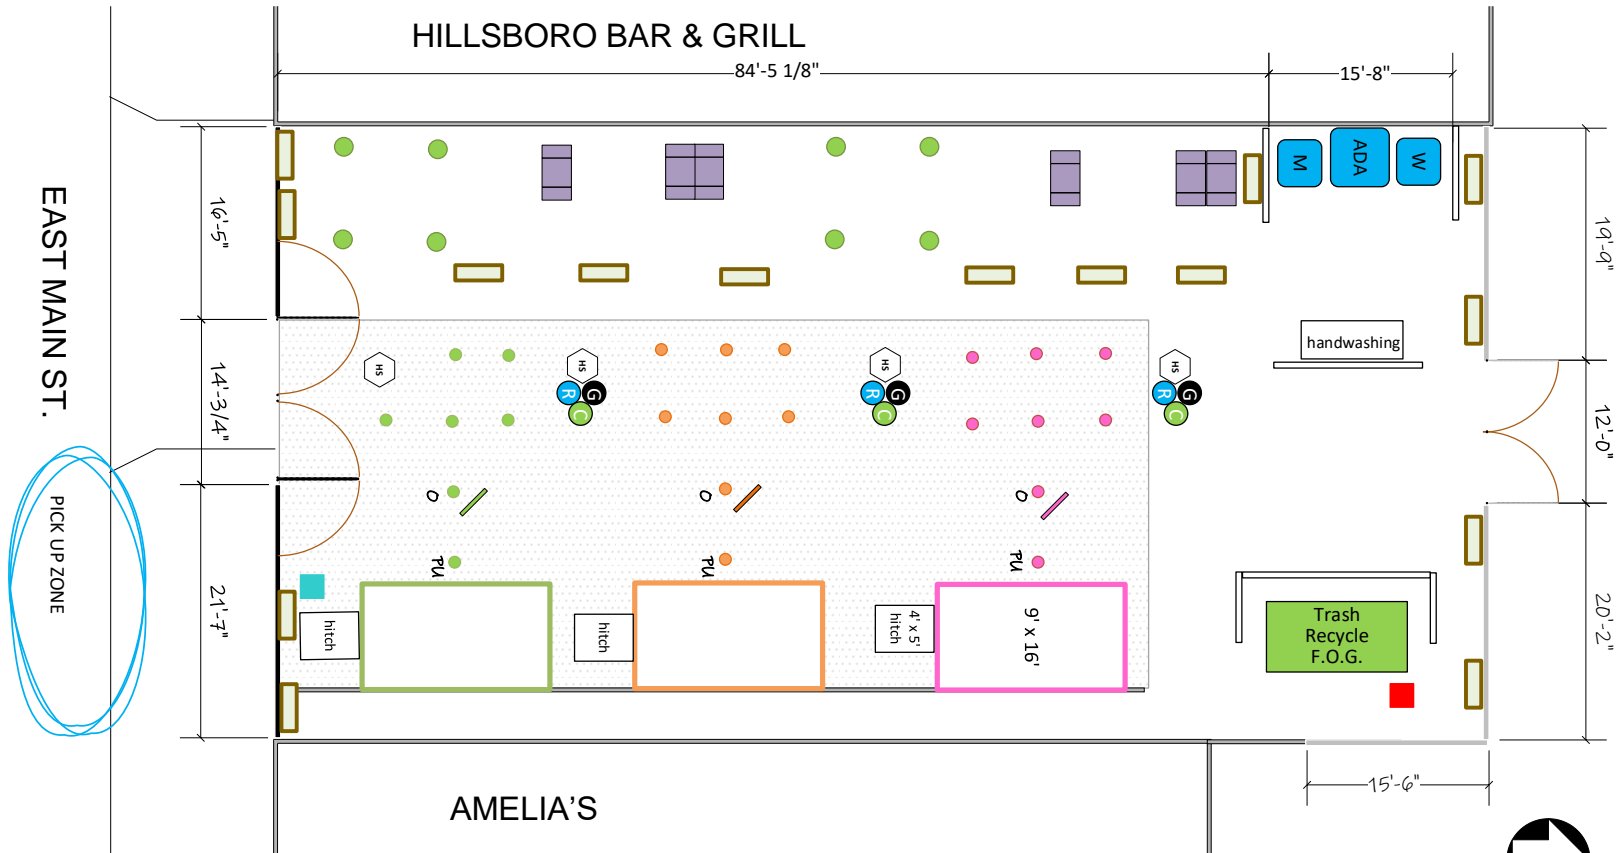 HILLSBORO BAR & GRILL
84'-5 1/8"
15'-8"
M
ADA
W
EAST MAIN ST.
16'-5"
19'-9"
handwashing
HS
HS
HS
HS
R
G
C
R
G
C
R
G
C
14'-3/4"
12'-0"
O
O
O
PU
PU
PU
PICK UP ZONE
21'-7"
hitch
hitch
4' x 5'
hitch
9' x 16'
Trash
Recycle
F.O.G.
20'-2"
15'-6"
AMELIA'S